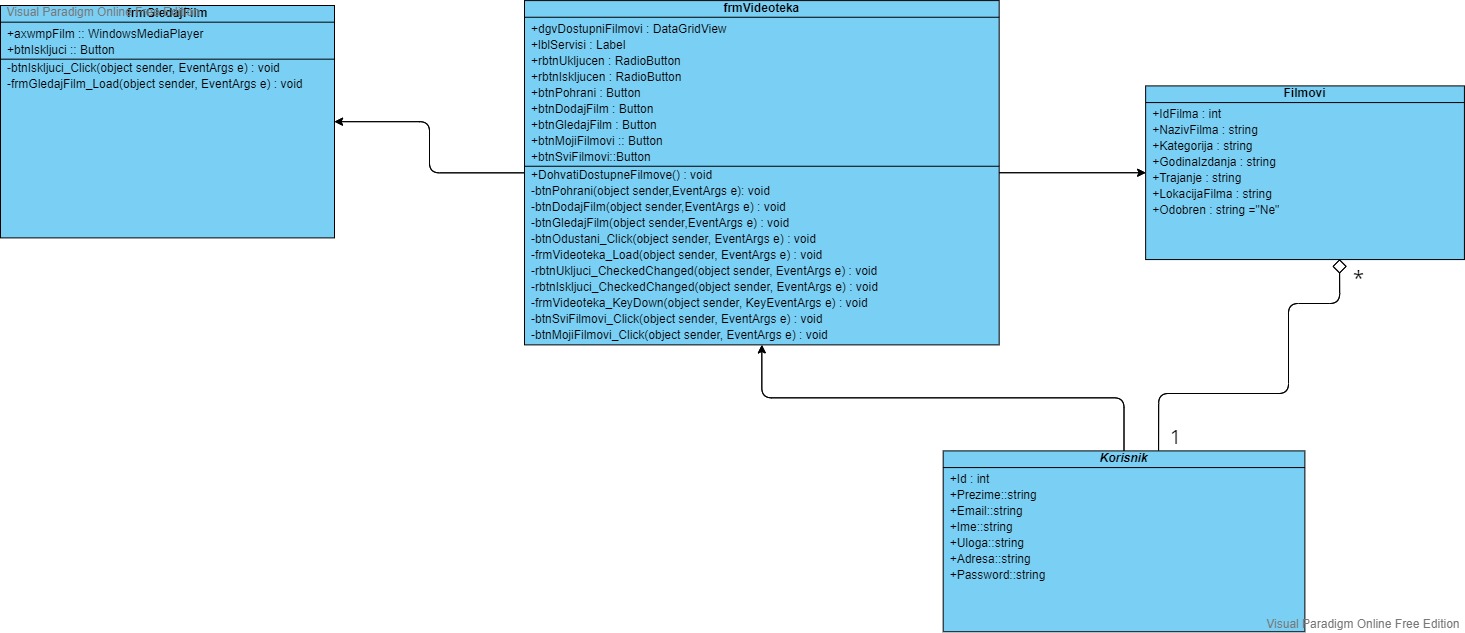 Visual Paradigm Online Free Edition
frmGledajFilm
+axwmpFilm :: WindowsMediaPlayer
+btnIskljuci :: Button
-btnIskljuci_Click(object sender, EventArgs e) : void
-frmGledajFilm_Load(object sender, EventArgs e) : void
frmVideoteka
+dgvDostupniFilmovi : DataGridView
+lblServisi : Label
+rbtnUkljucen : RadioButton
+rbtnIskljucen : RadioButton
+btnPohrani : Button
+btnDodajFilm : Button
+btnGledajFilm : Button
+btnMojiFilmovi :: Button
+btnSviFilmovi::Button
+DohvatiDostupneFilmove() : void
-btnPohrani(object sender,EventArgs e): void
-btnDodajFilm(object sender,EventArgs e) : void
-btnGledajFilm(object sender,EventArgs e) : void
-btnOdustani_Click(object sender, EventArgs e) : void
-frmVideoteka_Load(object sender, EventArgs e) : void
-rbtnUkljuci_CheckedChanged(object sender, EventArgs e) : void
-rbtnIskljuci_CheckedChanged(object sender, EventArgs e) : void
-frmVideoteka_KeyDown(object sender, KeyEventArgs e) : void
-btnSviFilmovi_Click(object sender, EventArgs e) : void
-btnMojiFilmovi_Click(object sender, EventArgs e) : void
Filmovi
+IdFilma : int
+NazivFilma : string
+Kategorija : string
+GodinaIzdanja : string
+Trajanje : string
+LokacijaFilma : string
+Odobren : string ="Ne"
*
1
Korisnik
+Id : int
+Prezime::string
+Email::string
+Ime::string
+Uloga::string
+Adresa::string
+Password::string
Visual Paradigm Online Free Edition